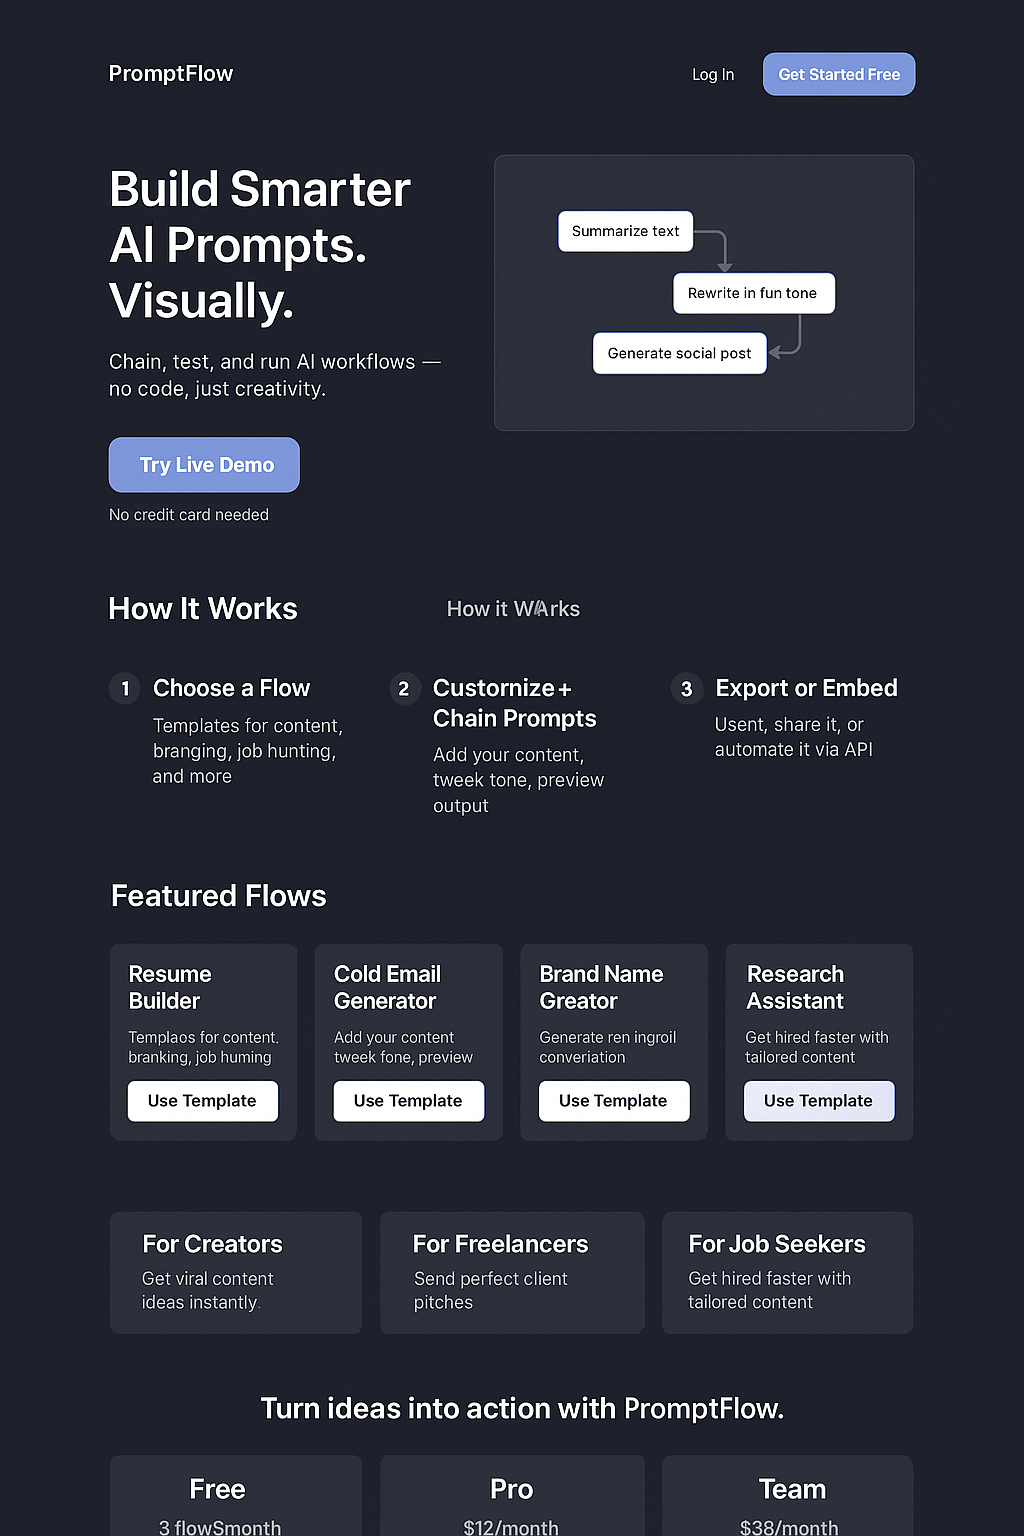 PromptFlow
Log In
Get Started Free
Build Smarter
AI Prompts.
Visually.
Chain, test, and run AI workflows —
no code, just creativity.
Try Live Demo
No credit card needed
Summarize text
Rewrite in fun tone
Generate social post
How It Works
How it WArks
1
Choose a Flow
Templates for content,
branging, job hunting,
and more
2
Custornize+
Chain Prompts
Add your content,
tweek tone, preview
output
3
Export or Embed
Usent, share it, or
automate it via API
Featured Flows
Resume
Builder
Templaos for content.
branking, job huming
Use Template
Cold Email
Generator
Add your content
tweek fone, preview
Use Template
Brand Name
Greator
Generate ren ingroil
converiation
Use Template
Research
Assistant
Get hired faster with
tailored content
Use Template
For Creators
Get viral content
ideas instantly.
For Freelancers
Send perfect client
pitches
For Job Seekers
Get hired faster with
tailored content
Turn ideas into action with PromptFlow.
Free
3 flowSmonth
Pro
$12/month
Team
$38/month